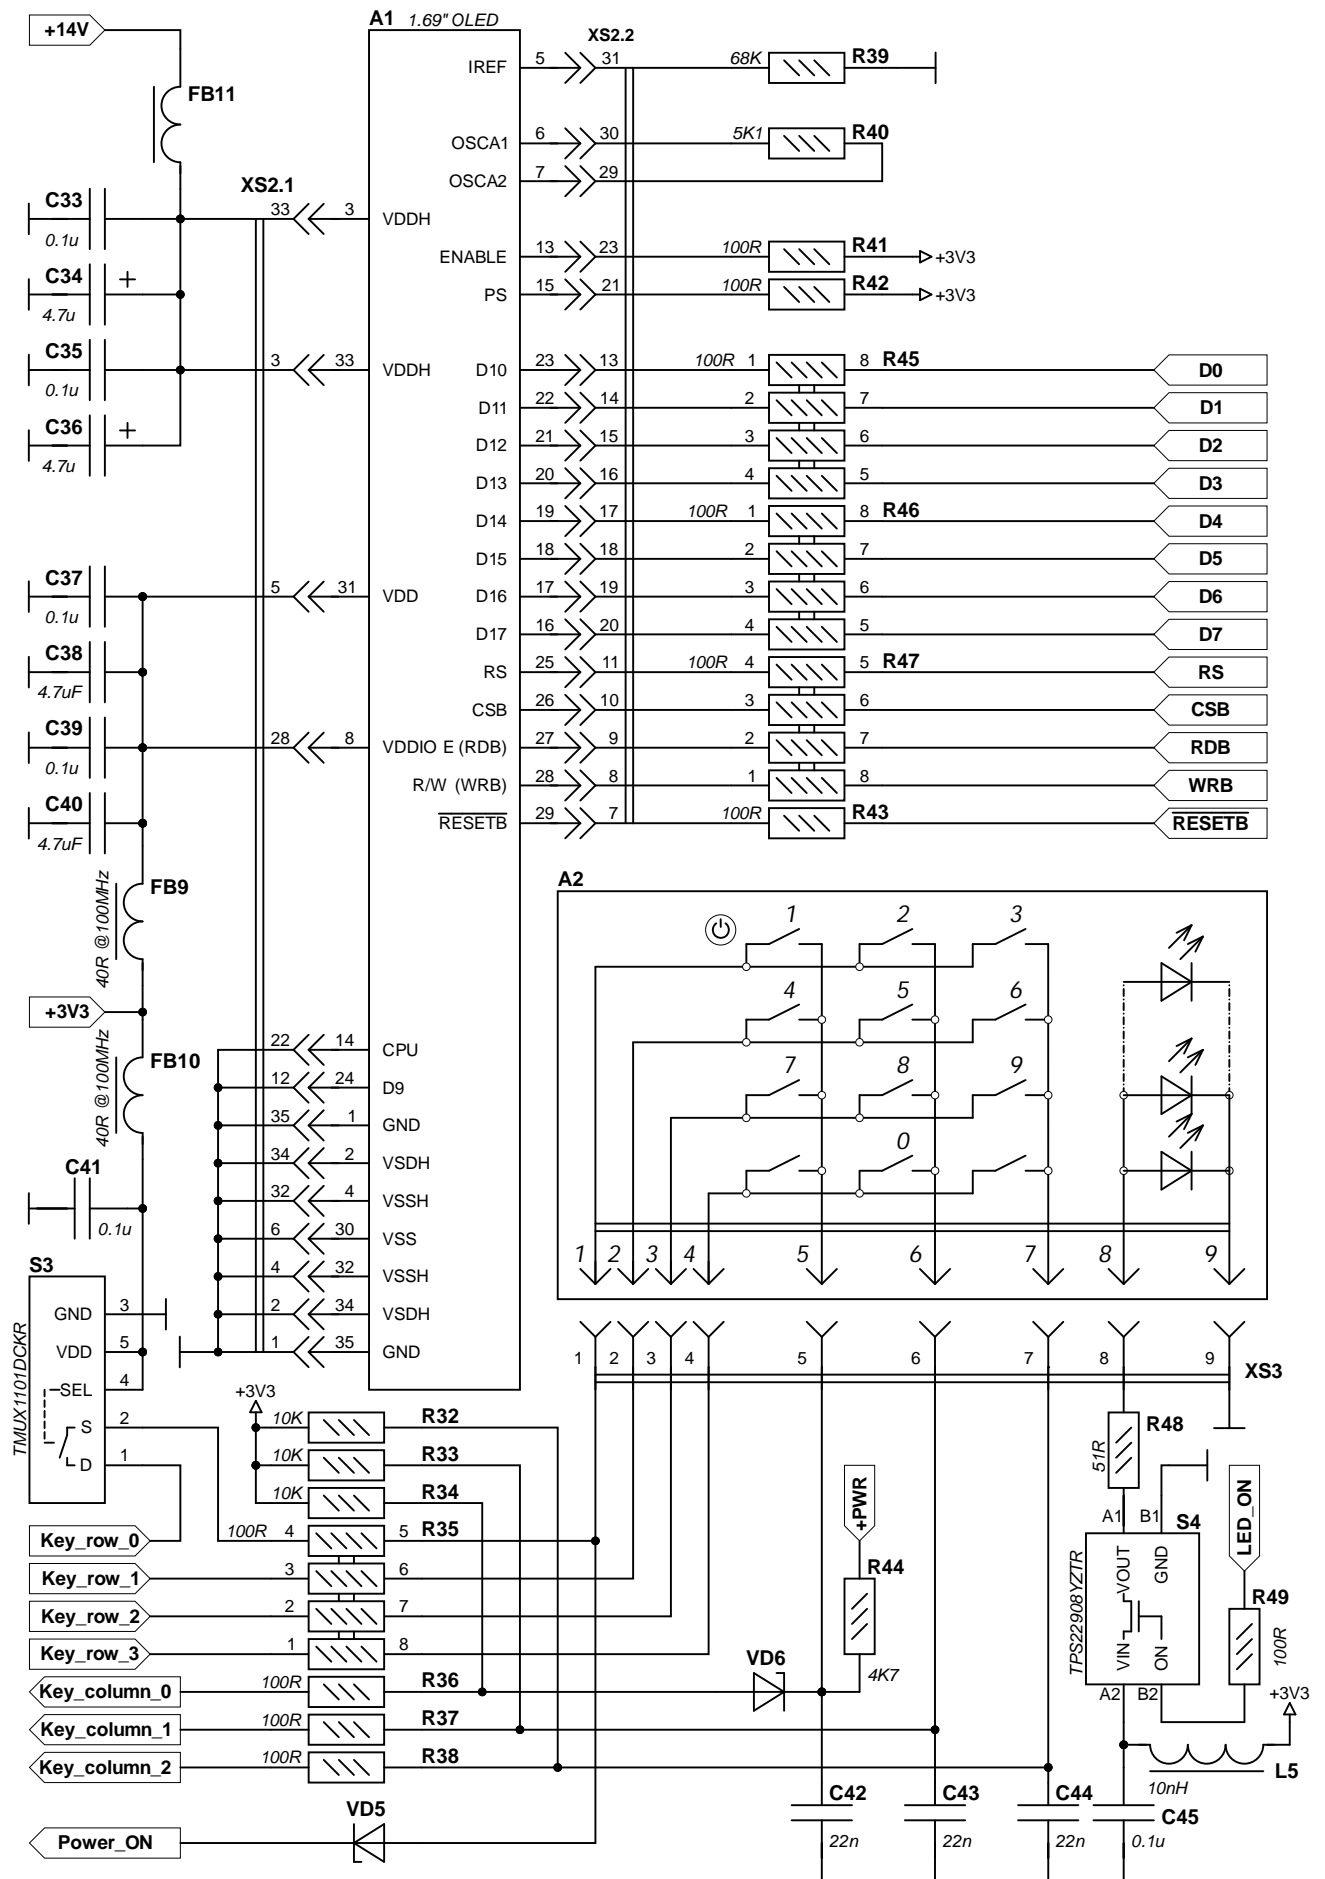 +14V
A1 1.69" OLED
XS2.2
IREF 5 31 68K R39
FB11
OSCA1 6 30 5K1 R40
OSCA2 7 29
XS2.1
C33 0.1u
33 3 VDDH
ENABLE 13 23 100R R41 +3V3
C34 + 4.7u
PS 15 21 100R R42 +3V3
C35 0.1u
3 33 VDDH
D10 23 13 100R 1 8 R45 D0
D11 22 14 2 7 D1
C36 + 4.7u
D12 21 15 3 6 D2
D13 20 16 4 5 D3
D14 19 17 100R 1 8 R46 D4
D15 18 18 2 7 D5
C37 0.1u
5 31 VDD
D16 17 19 3 6 D6
D17 16 20 4 5 D7
C38 4.7uF
RS 25 11 100R 4 5 R47 RS
CSB 26 10 3 6 CSB
C39 0.1u
28 8 VDDIO
E (RDB) 27 9 2 7 RDB
R/W (WRB) 28 8 1 8 WRB
C40 4.7uF
RESETB 29 7 100R R43 RESETB
FB9
40R @100MHz
+3V3
FB10
40R @100MHz
C41 0.1u
22 14 CPU
12 24 D9
35 1 GND
34 2 VSDH
32 4 VSSH
6 30 VSS
4 32 VSSH
2 34 VSDH
1 35 GND
A2
1 2 3
4 5 6
7 8 9
0
1 2 3 4 5 6 7 8 9
1 2 3 4 5 6 7 8 9 XS3
S3
TMUX1101DCKR
GND 3
VDD 5
SEL 4
S 2
D 1
+3V3
10K R32
10K R33
10K R34
Key_row_0 100R 4 5 R35
Key_row_1 3 6
Key_row_2 2 7
Key_row_3 1 8
Key_column_0 100R R36
Key_column_1 100R R37
Key_column_2 100R R38
VD5
Power_ON
VD6
+PWR
R44
4K7
R48
51R
A1 B1 S4
TPS22908YZTR
VOUT GND
VIN ON
A2 B2
LED_ON
R49
100R
+3V3
L5
10nH
C42 22n
C43 22n
C44 22n
C45 0.1u